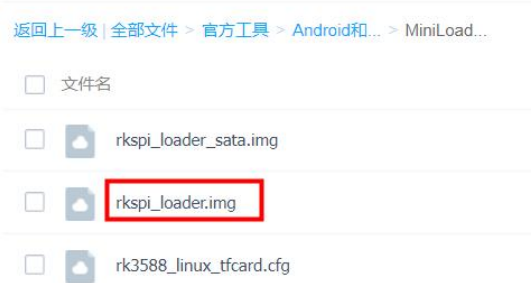 返回上一级 | 全部文件 > 官方工具 > Android和... > MiniLoad...
文件名
rkspi_loader_sata.img
rkspi_loader.img
rk3588_linux_tfcard.cfg